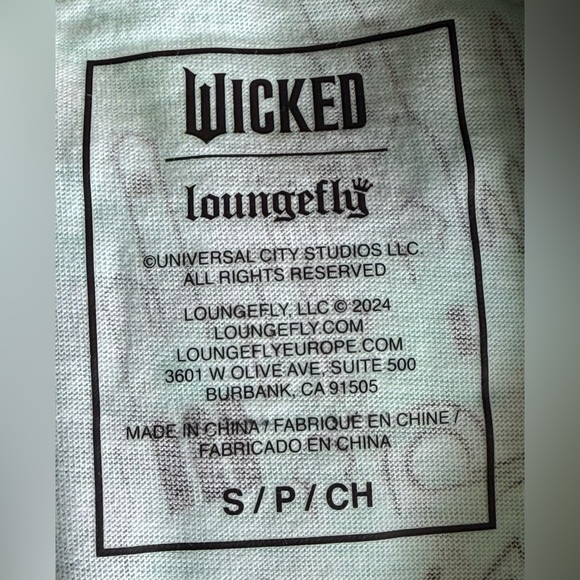 WICKED
loungefly
©UNIVERSAL CITY STUDIOS LLC.
ALL RIGHTS RESERVED
LOUNGEFLY, LLC © 2024
LOUNGEFLY.COM
LOUNGEFLYEUROPE.COM
3601 W OLIVE AVE, SUITE 500
BURBANK, CA 91505
MADE IN CHINA / FABRIQUÉ EN CHINE /
FABRICADO EN CHINA
S / P / CH